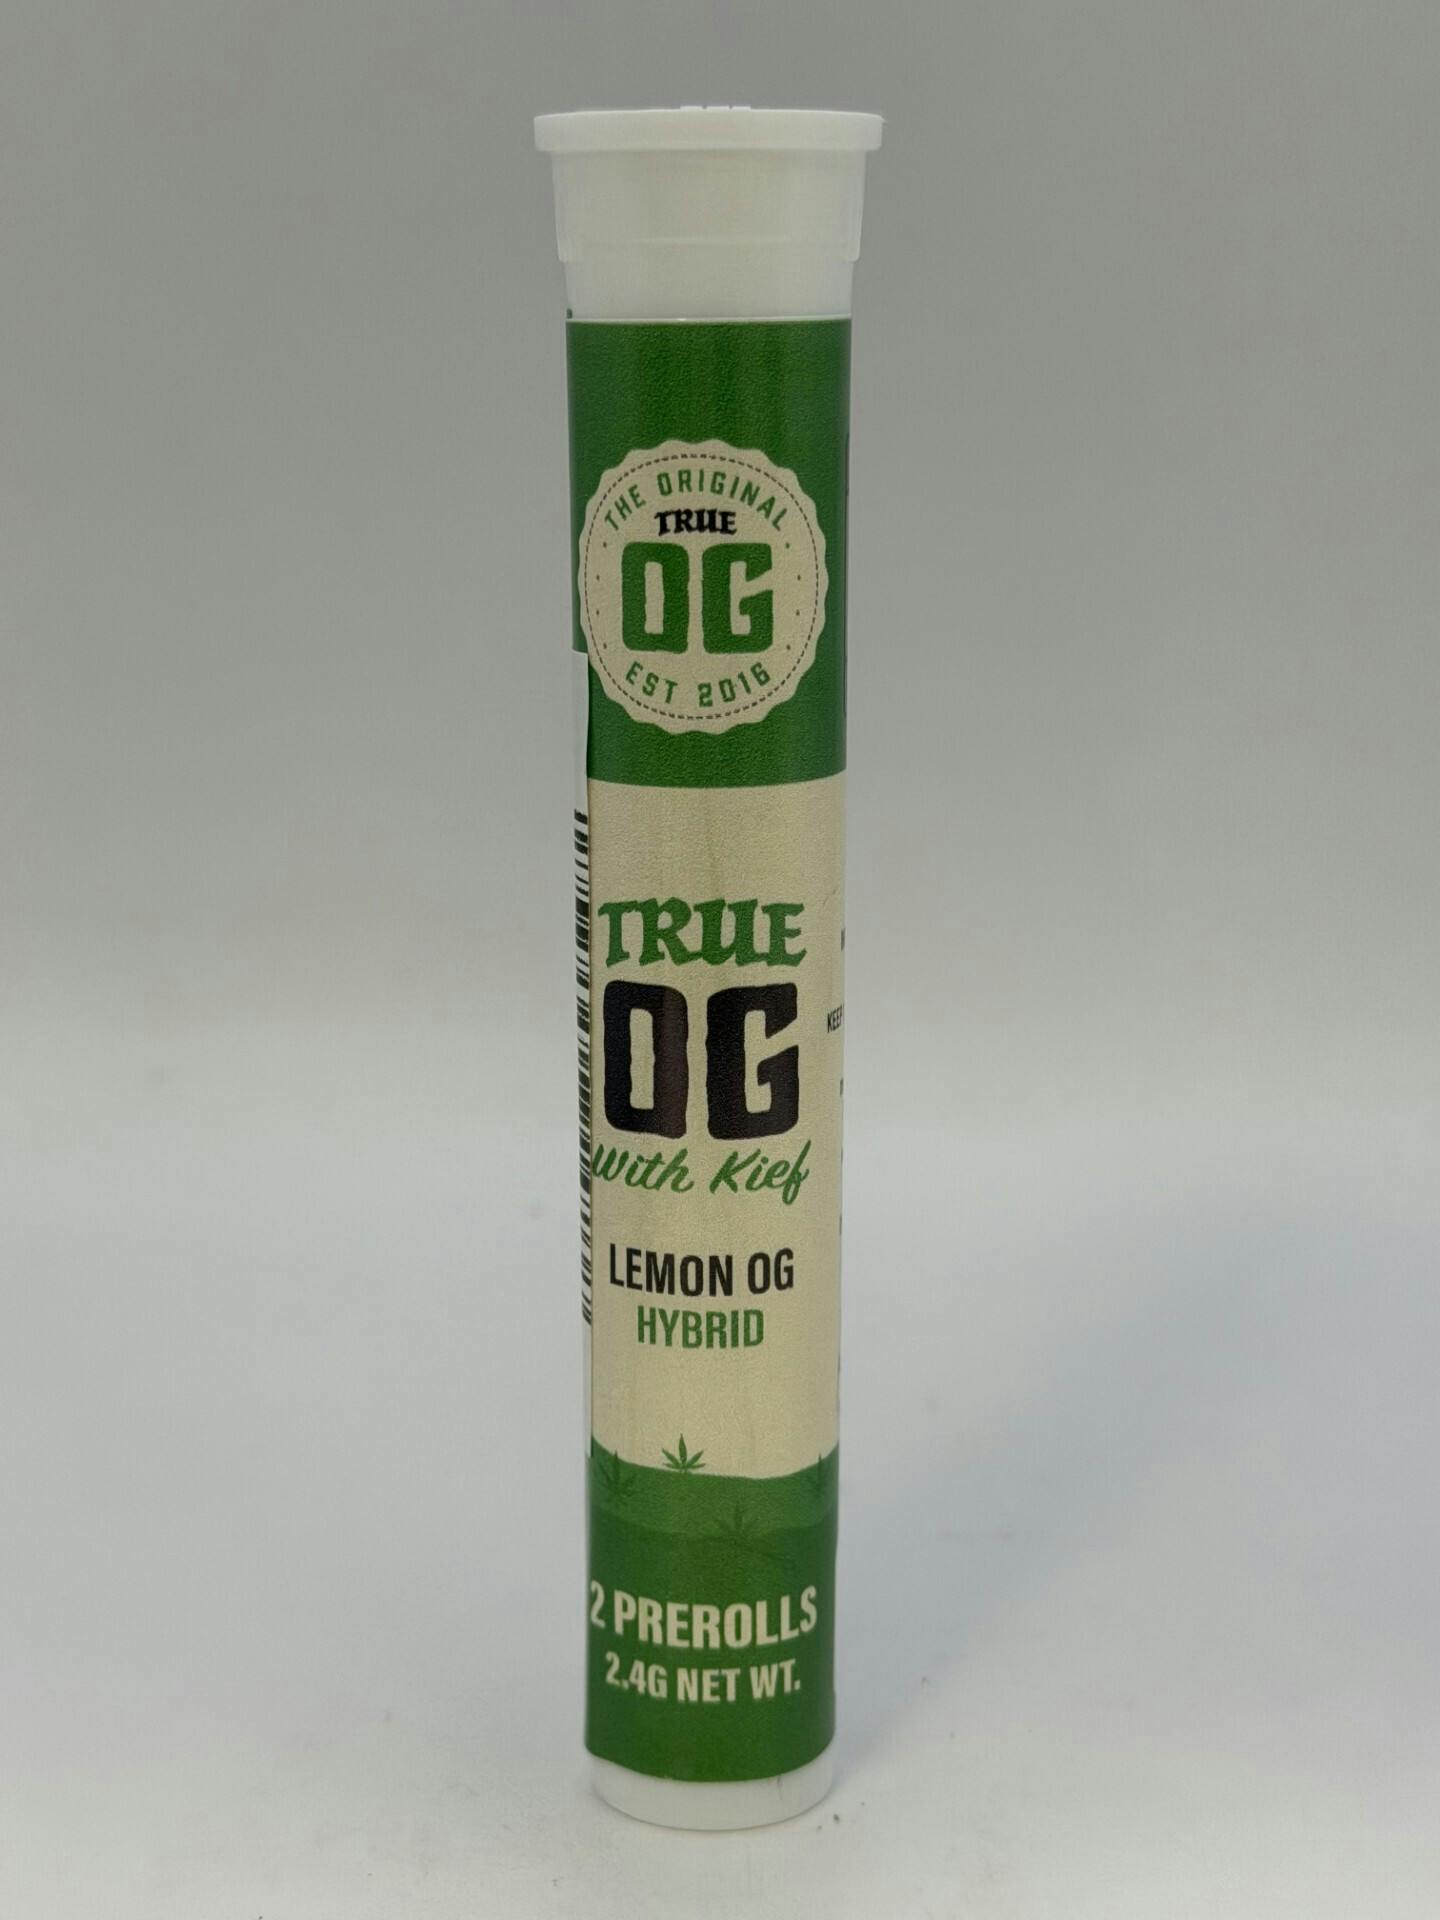 THE ORIGINAL
TRUE
OG
EST 2016
TRUE
OG
With Kief
LEMON OG
HYBRID
2 PREROLLS
2.4G NET WT.